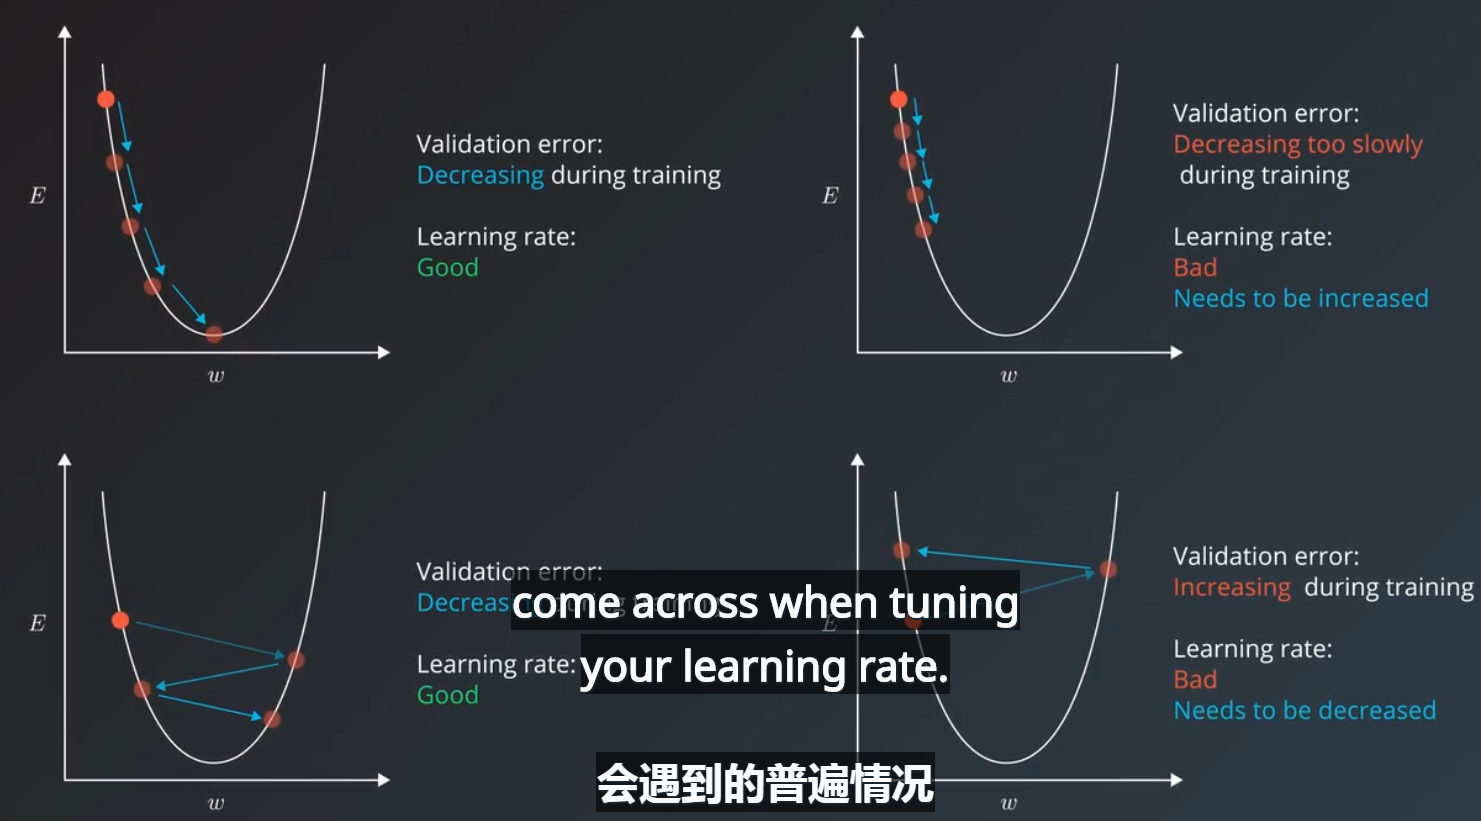 E
w
Validation error:
Decreasing during training
Learning rate:
Good
E
w
Validation error:
Decreasing too slowly
during training
Learning rate:
Bad
Needs to be increased
E
w
Validation error:
Learning rate:
Good
E
w
Validation error:
Increasing during training
Learning rate:
Bad
Needs to be decreased
come across when tuning
your learning rate.
会遇到的普遍情况